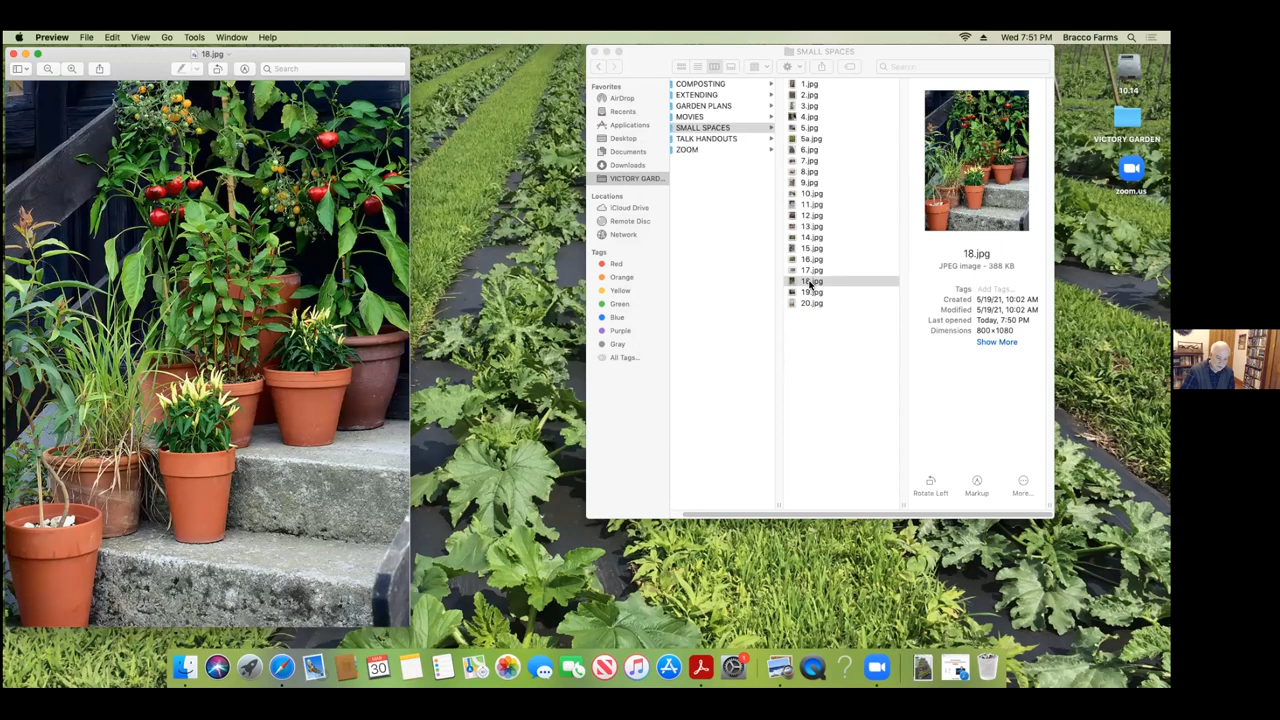 Preview File Edit View Go Tools Window Help
Wed 7:51 PM Bracco Farms
18.jpg
Search
SMALL SPACES
Search
Favorites
AirDrop
Recents
Applications
Desktop
Documents
Downloads
VICTORY GARD...
Locations
iCloud Drive
Remote Disc
Network
Tags
Red
Orange
Yellow
Green
Blue
Purple
Gray
All Tags...
COMPOSTING
EXTENDING
GARDEN PLANS
MOVIES
SMALL SPACES
TALK HANDOUTS
ZOOM
1.jpg
2.jpg
3.jpg
4.jpg
5.jpg
5a.jpg
6.jpg
7.jpg
8.jpg
9.jpg
10.jpg
11.jpg
12.jpg
13.jpg
14.jpg
15.jpg
16.jpg
17.jpg
18.jpg
19.jpg
20.jpg
18.jpg
JPEG image - 388 KB
Tags Add Tags...
Created 5/19/21, 10:02 AM
Modified 5/19/21, 10:02 AM
Last opened Today, 7:50 PM
Dimensions 800×1080
Show More
Rotate Left Markup More...
10.14
VICTORY GARDEN
zoom.us
30